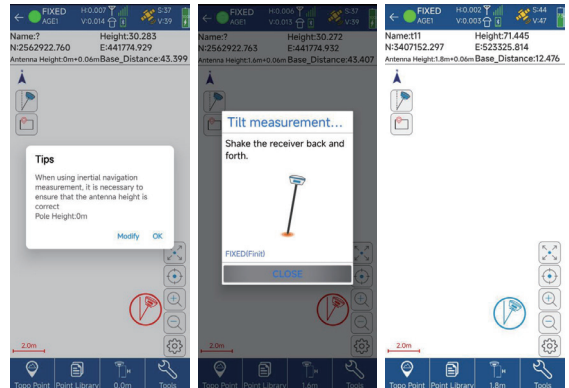 FIXED
H:0.007
S:37
AGE1
V:0.014
V:39
Name:?
Height:30.283
N:2562922.760
E:441774.929
Antenna Height:0m+0.06m
Base_Distance:43.399
Tips
When using inertial navigation
measurement, it is necessary to
ensure that the antenna height is
correct
Pole Height:0m
Modify
OK
2.0m
Topo Point
Point Library
0.0m
Tools
FIXED
H:0.006
S:37
AGE1
V:0.013
V:39
Name:?
Height:30.272
N:2562922.763
E:441774.932
Antenna Height:1.6m+0.06m
Base_Distance:43.407
Tilt measurement...
Shake the receiver back and
forth.
FIXED(Finit)
CLOSE
2.0m
Topo Point
Point Library
1.6m
Tools
FIXED
H:0.002
S:44
AGE1
V:0.003
V:47
Name:t11
Height:71.445
N:3407152.297
E:523325.814
Antenna Height:1.8m+0.06m
Base_Distance:12.476
2.0m
Topo Point
Point Library
1.8m
Tools